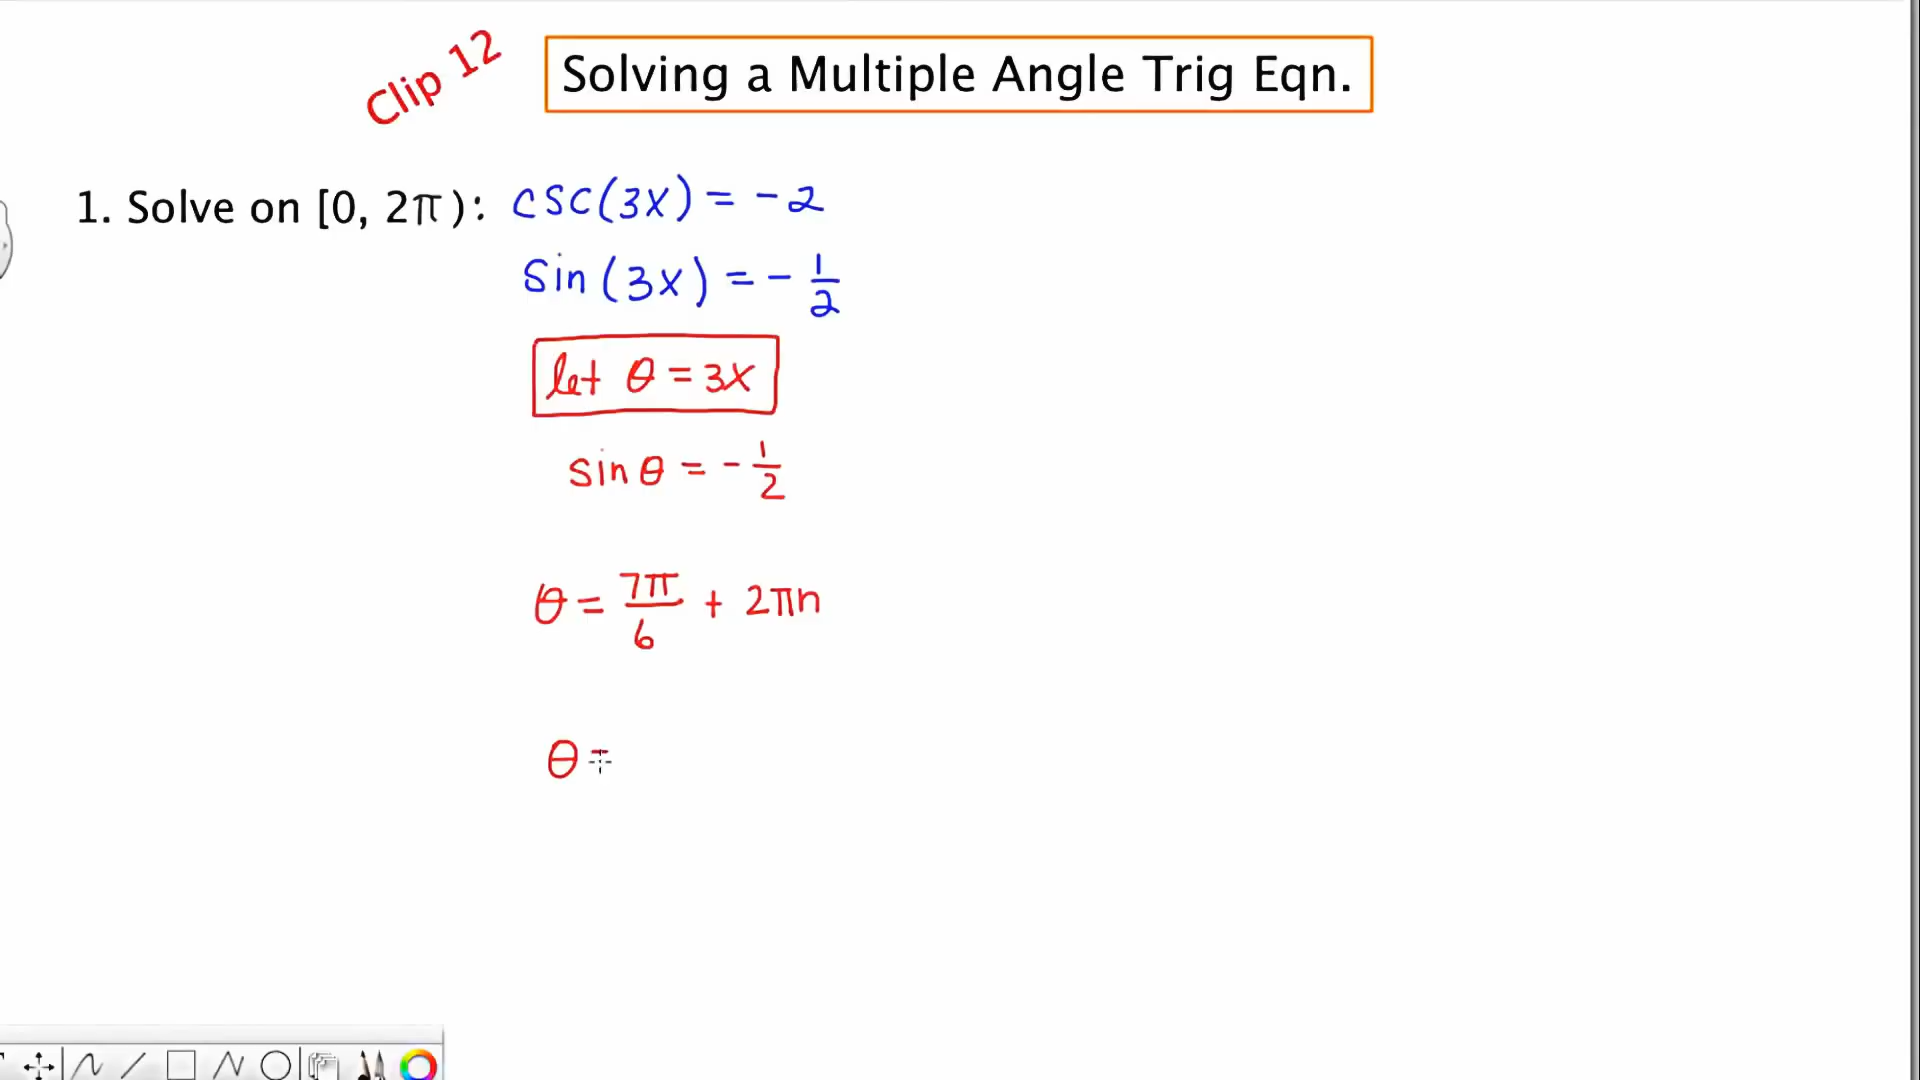 Clip 12
Solving a Multiple Angle Trig Eqn.
1. Solve on [0, 2π): csc(3x) = -2
sin(3x) = -1/2
let θ = 3x
sin θ = -1/2
θ = 7π/6 + 2πn
θ =